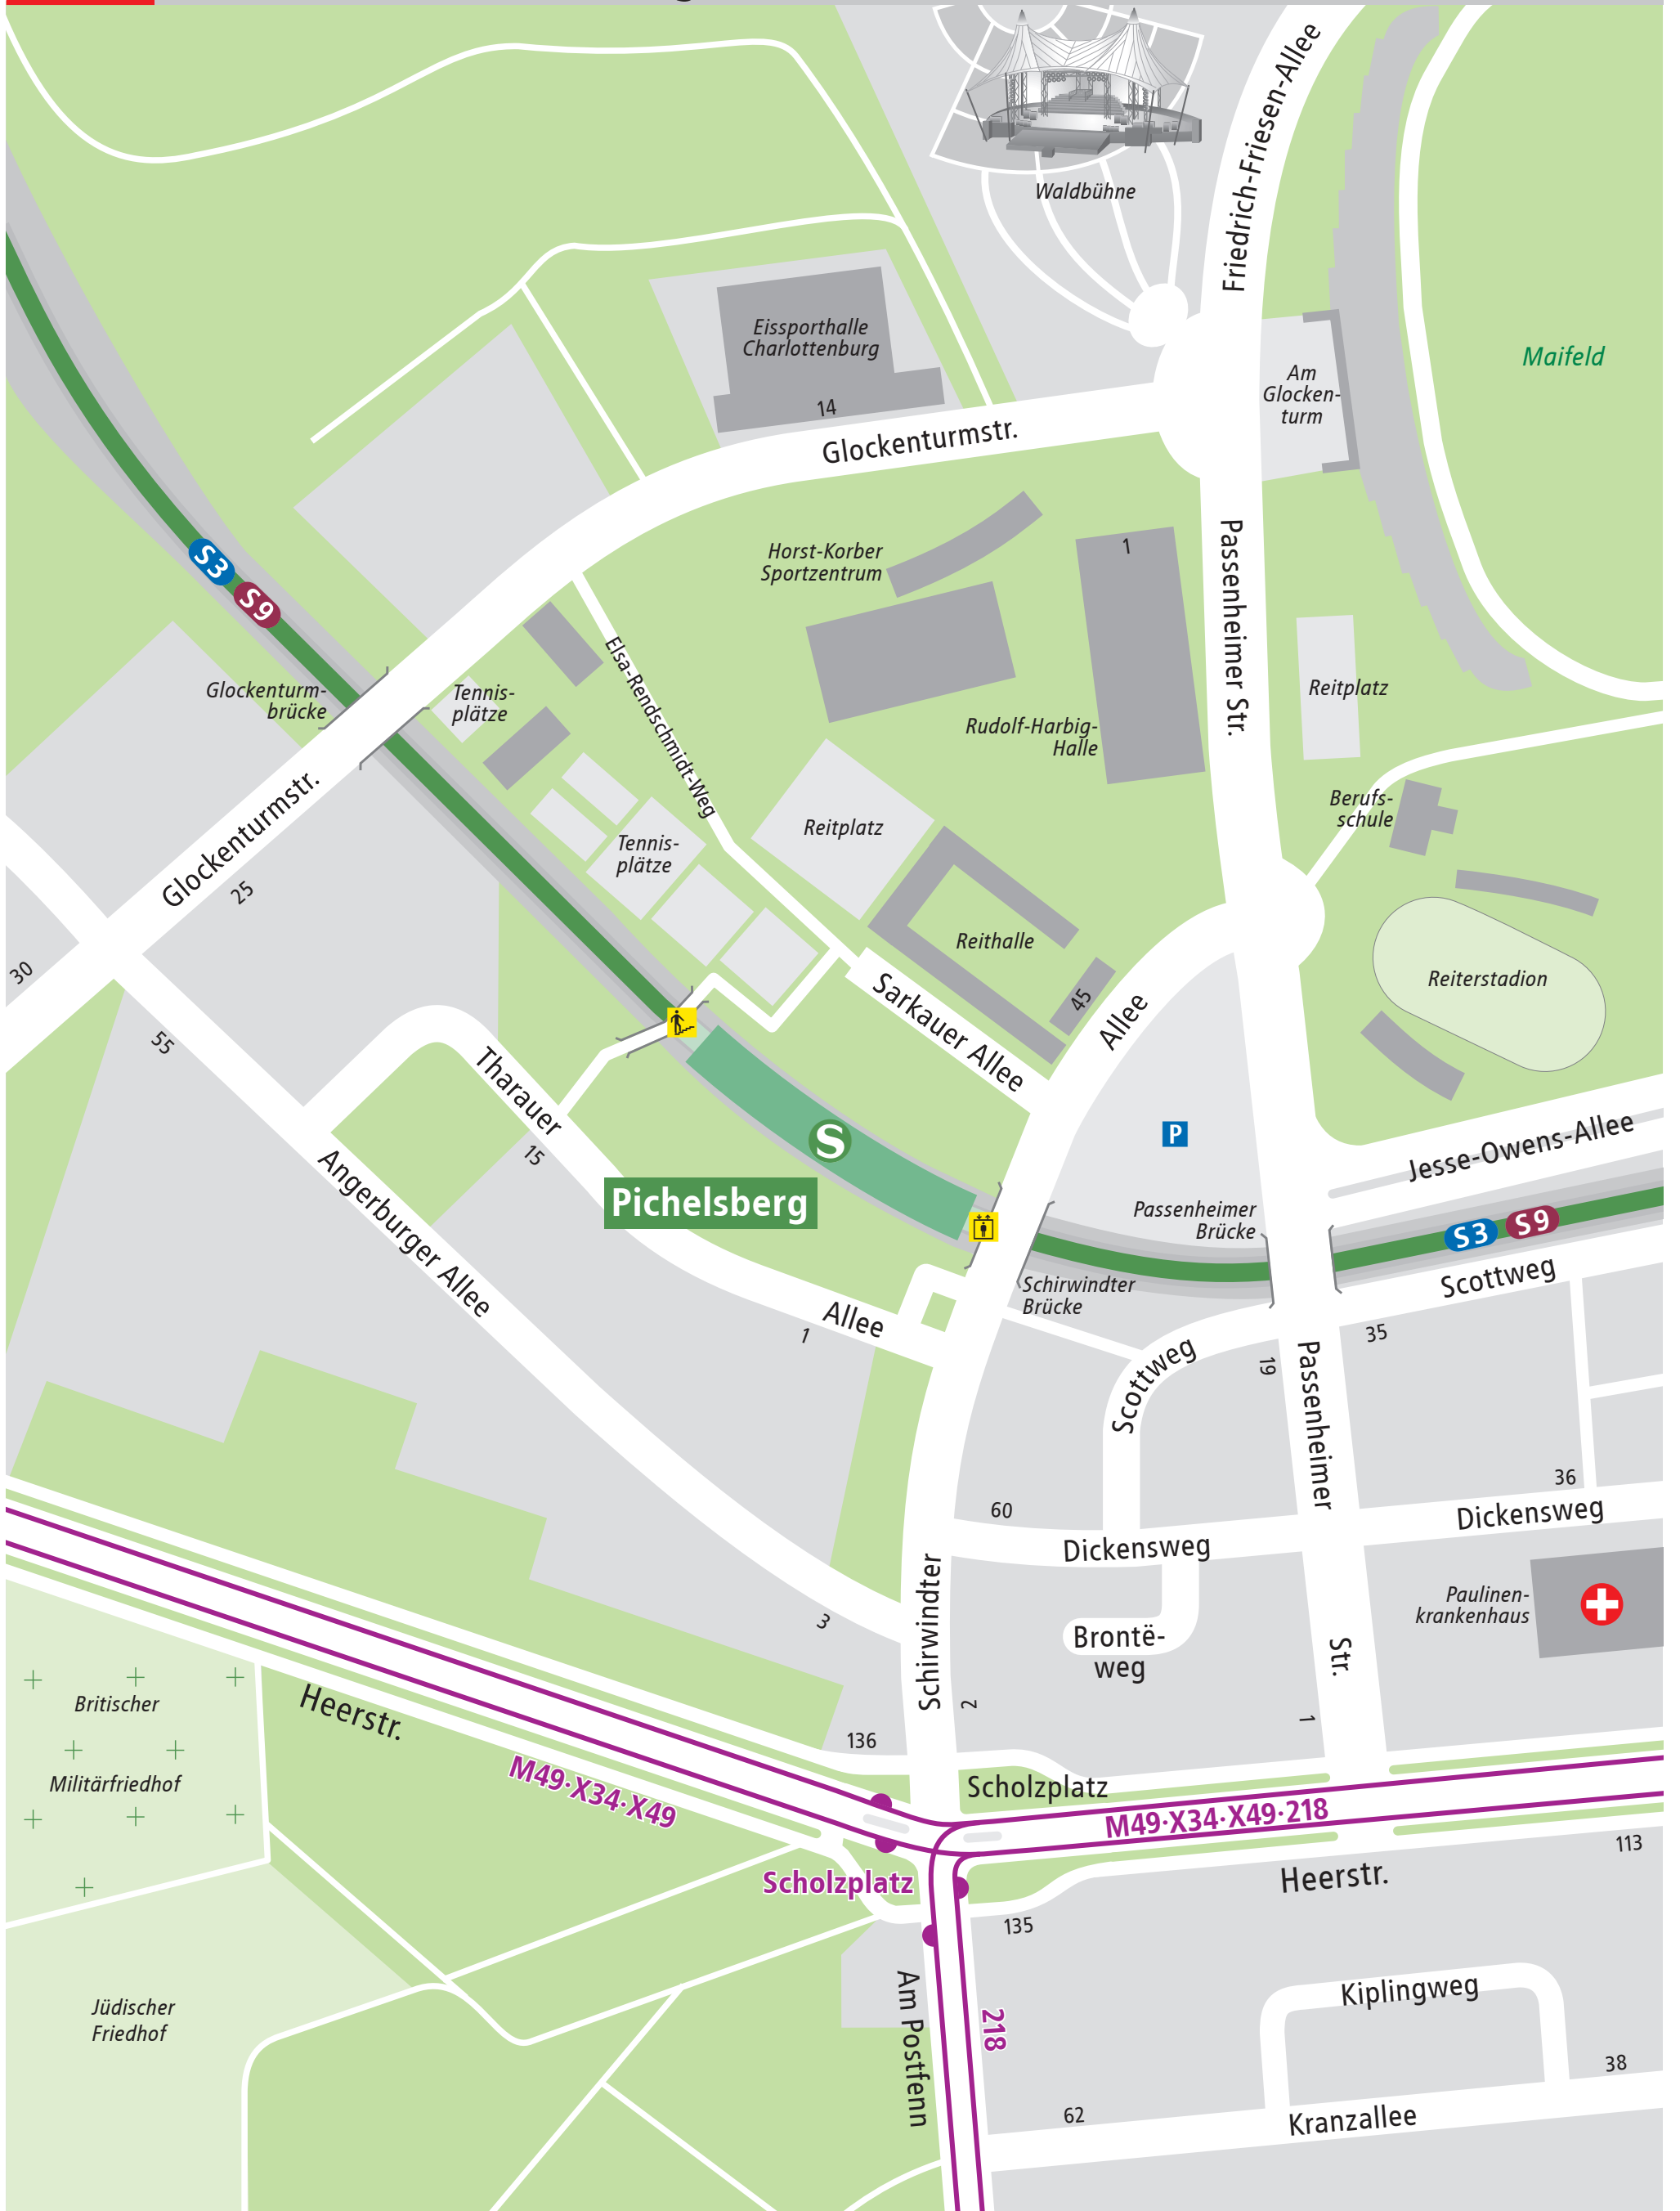 Friedrich-Friesen-Allee
Waldbühne
Eissporthalle
Charlottenburg
14
Glockenturmstr.
Am
Glocken-
turm
Maifeld
S3
S9
Horst-Korber
Sportzentrum
1
Passenheimer Str.
Elsa-Rendschmidt-Weg
Glockenturm-
brücke
Tennis-
plätze
Reitplatz
Rudolf-Harbig-
Halle
Glockenturmstr.
25
Tennis-
plätze
Reitplatz
Berufs-
schule
Reithalle
Reiterstadion
30
55
45
Sarkauer Allee
Allee
Tharauer
15
S
P
Jesse-Owens-Allee
Pichelsberg
Passenheimer
Brücke
S3
S9
Angerburger Allee
Schirwindter
Brücke
Scottweg
Allee
1
Scottweg
19
35
Passenheimer
36
60
Dickensweg
Dickensweg
Schirwindter
Paulinen-
krankenhaus
3
Brontë-
weg
Str.
2
1
Britischer
Militärfriedhof
Heerstr.
136
M49·X34·X49
Scholzplatz
M49·X34·X49·218
Scholzplatz
113
Heerstr.
135
Jüdischer
Friedhof
Am Postfenn
218
Kiplingweg
38
62
Kranzallee